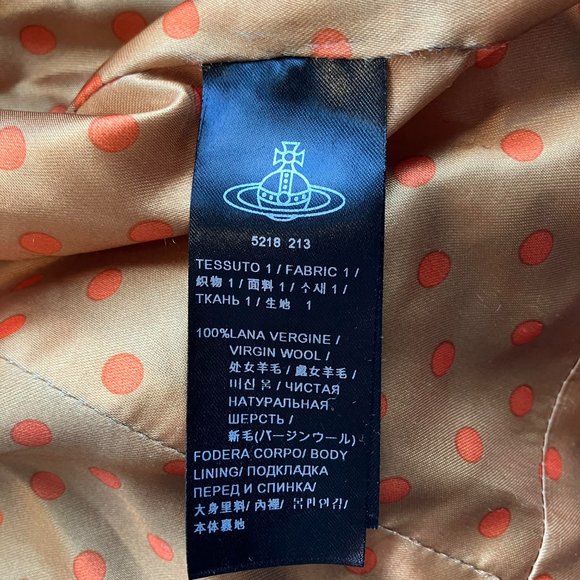 5218 213
TESSUTO 1 / FABRIC 1 /
织物 1 / 面料 1 / 소재 1 /
ТКАНЬ 1 / 生地 1
100%LANA VERGINE /
VIRGIN WOOL /
处女羊毛 / 處女羊毛 /
ЧИСТАЯ
НАТУРАЛЬНАЯ
ШЕРСТЬ /
新毛(バージンウール)
FODERA CORPO/ BODY
LINING/ ПОДКЛАДКА
ПЕРЕД И СПИНКА/
大身里料/ 內裡/
本体裏地